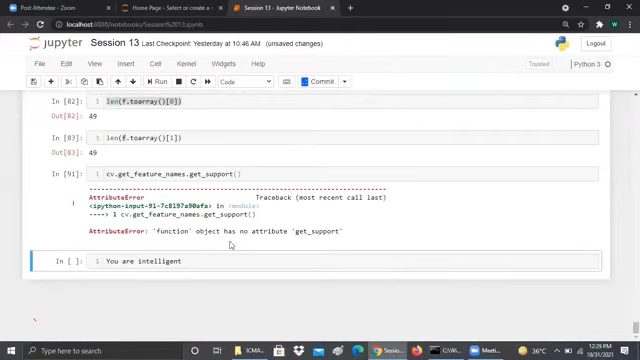 Post Attendee - Zoom
Home Page - Select or create a n
Session 13 - Jupyter Notebook
localhost:8888/notebooks/Session%2013.ipynb
jupyter Session 13 Last Checkpoint: Yesterday at 10:46 AM (unsaved changes)
Logout
File Edit View Insert Cell Kernel Widgets Help
Trusted
Python 3
Run
Code
Commit
In [82] 1 len(f.toarray()[0])
Out[82]: 49
In [83] 1 len(f.toarray()[1])
Out[83]: 49
In [91] 1 cv.get_feature_names.get_support()
AttributeError Traceback (most recent call last)
<ipython-input-91-7c8197a90afa> in <module>
----> 1 cv.get_feature_names.get_support()
AttributeError: 'function' object has no attribute 'get_support'
In [ ] 1 You are intelligent
Type here to search
ICMA
Sessi...
C:\Wi
Meeti...
36°C
ENG
12:29 PM
10/31/2021